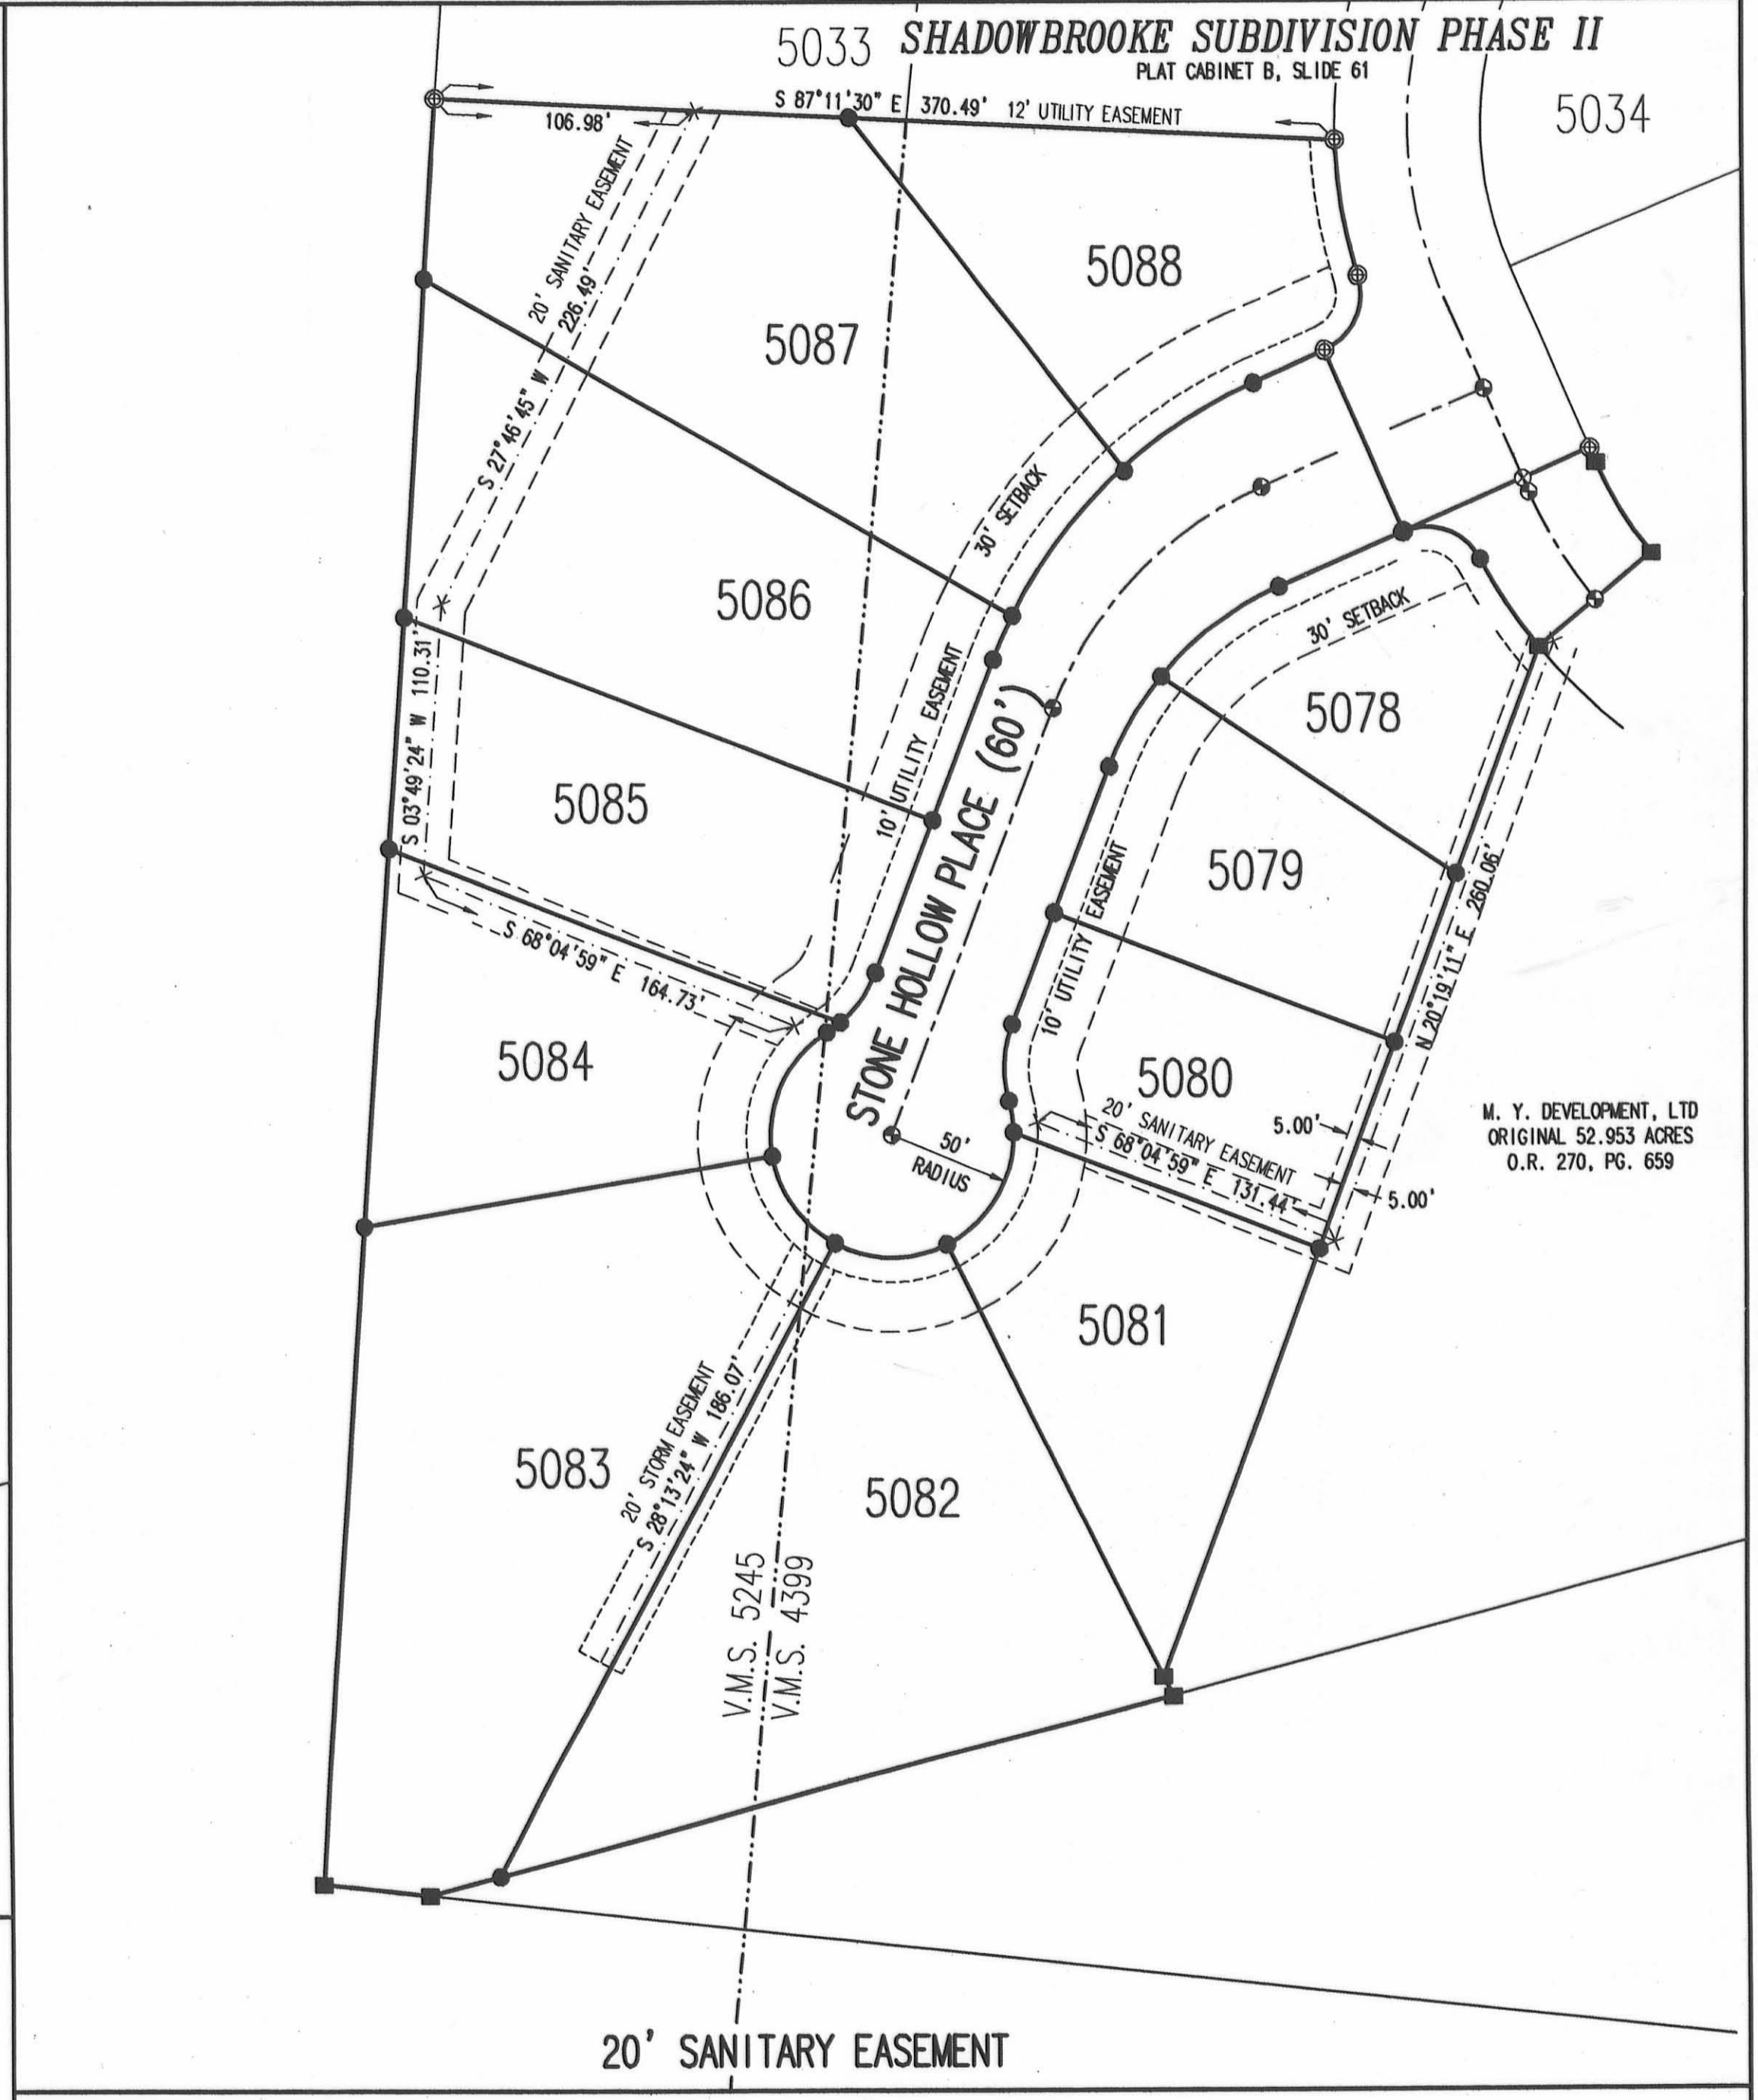 5033 SHADOWBROOKE SUBDIVISION PHASE II
PLAT CABINET B, SLIDE 61
S 87°11'30" E 370.49' 12' UTILITY EASEMENT
106.98'
5034
20' SANITARY EASEMENT
S 27°46'45" W 226.49'
5088
5087
30' SETBACK
5086
30' SETBACK
10' UTILITY EASEMENT
5078
STONE HOLLOW PLACE (60')
S 03°49'24" W 110.31'
5085
5079
10' UTILITY EASEMENT
N 20°19'11" E 260.06'
S 68°04'59" E 164.73'
5084
5080
20' SANITARY EASEMENT
S 68°04'59" E 131.44'
5.00'
5.00'
M. Y. DEVELOPMENT, LTD
ORIGINAL 52.953 ACRES
O.R. 270, PG. 659
50'
RADIUS
5081
20' STORM EASEMENT
S 28°13'24" W 186.07'
5083
5082
V.M.S. 5245
V.M.S. 4399
20' SANITARY EASEMENT